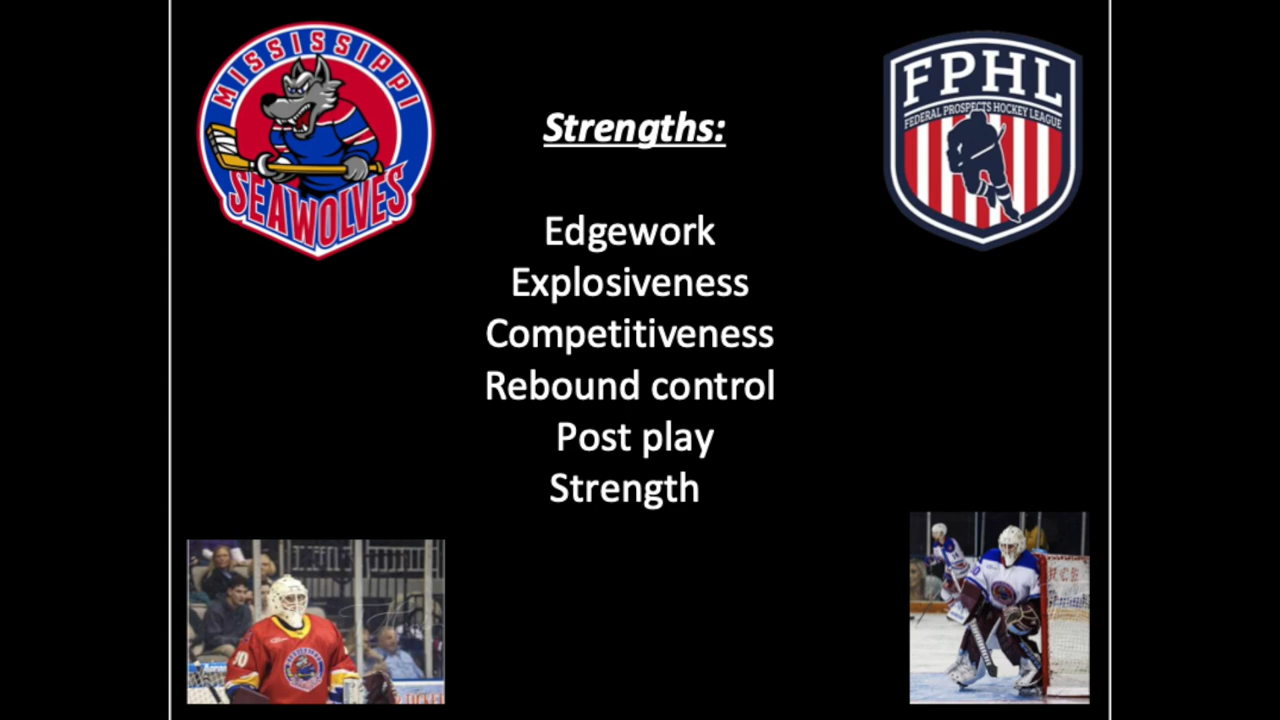 MISSISSIPPI
SEAWOLVES
FPHL
FEDERAL PROSPECTS HOCKEY LEAGUE
Strengths:
Edgework
Explosiveness
Competitiveness
Rebound control
Post play
Strength